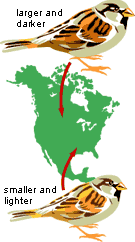 larger and
darker
smaller and
lighter